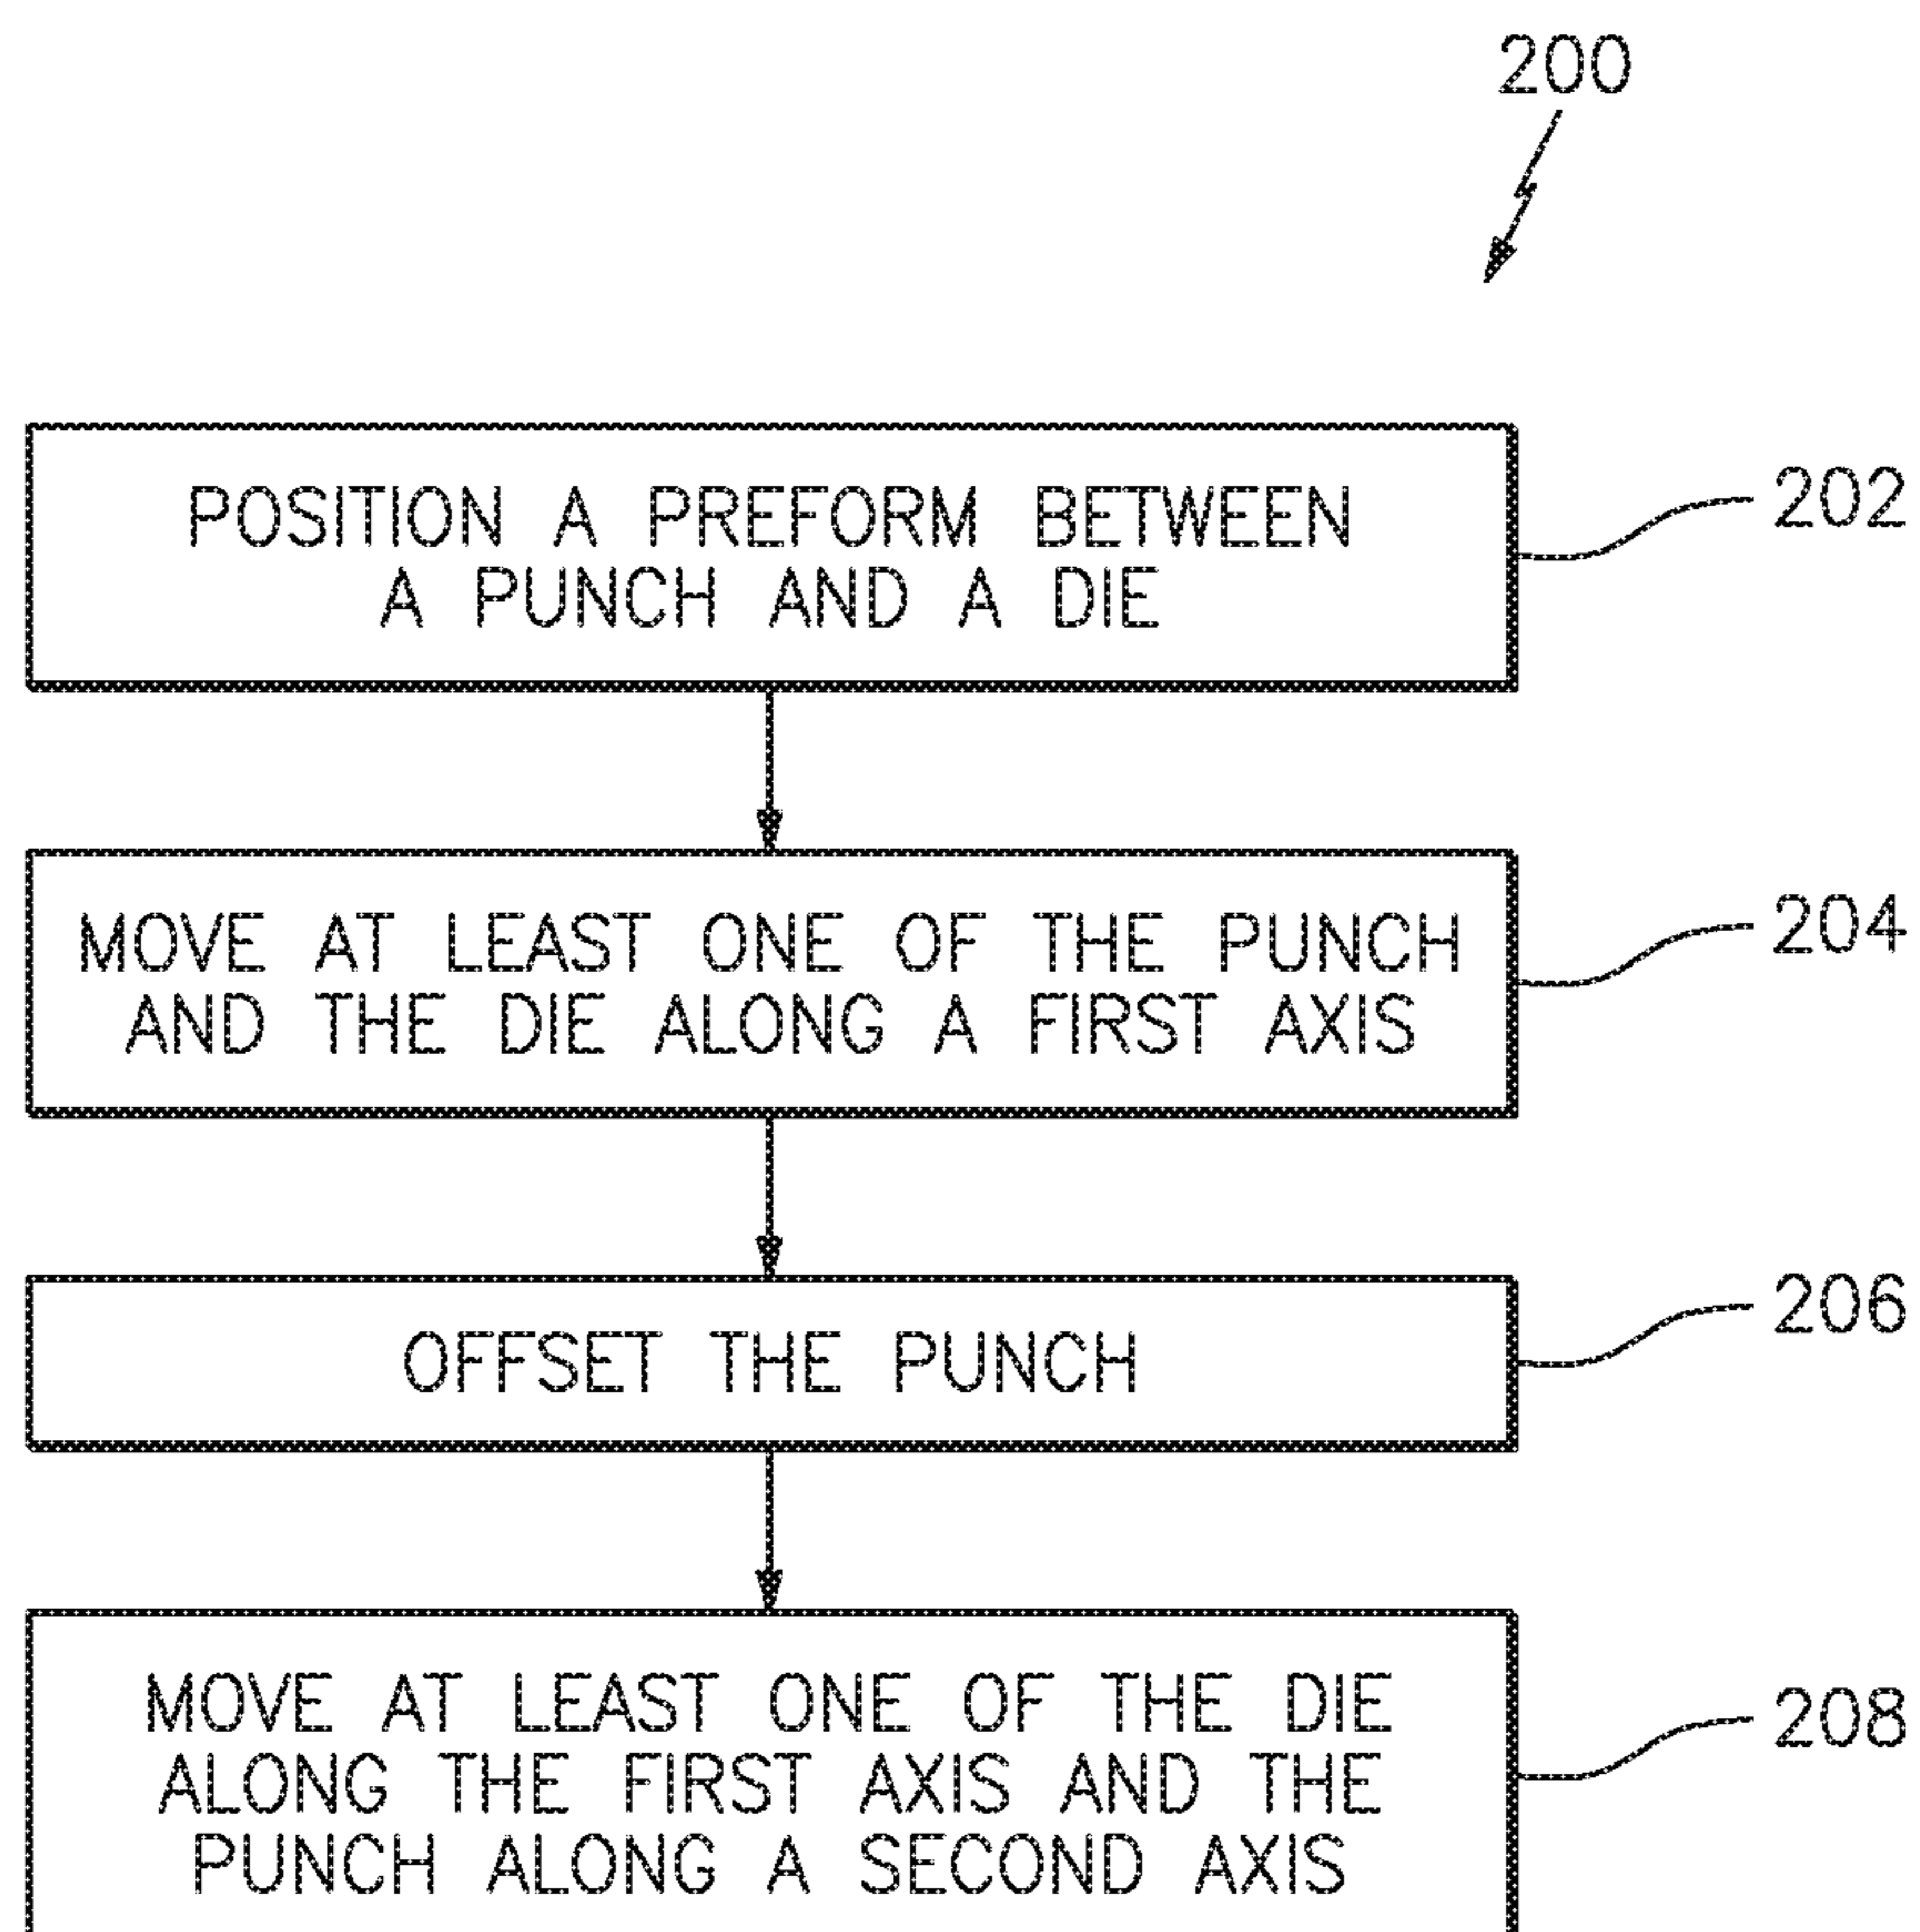 200
POSITION A PREFORM BETWEEN
A PUNCH AND A DIE
202
MOVE AT LEAST ONE OF THE PUNCH
AND THE DIE ALONG A FIRST AXIS
204
OFFSET THE PUNCH
206
MOVE AT LEAST ONE OF THE DIE
ALONG THE FIRST AXIS AND THE
PUNCH ALONG A SECOND AXIS
208